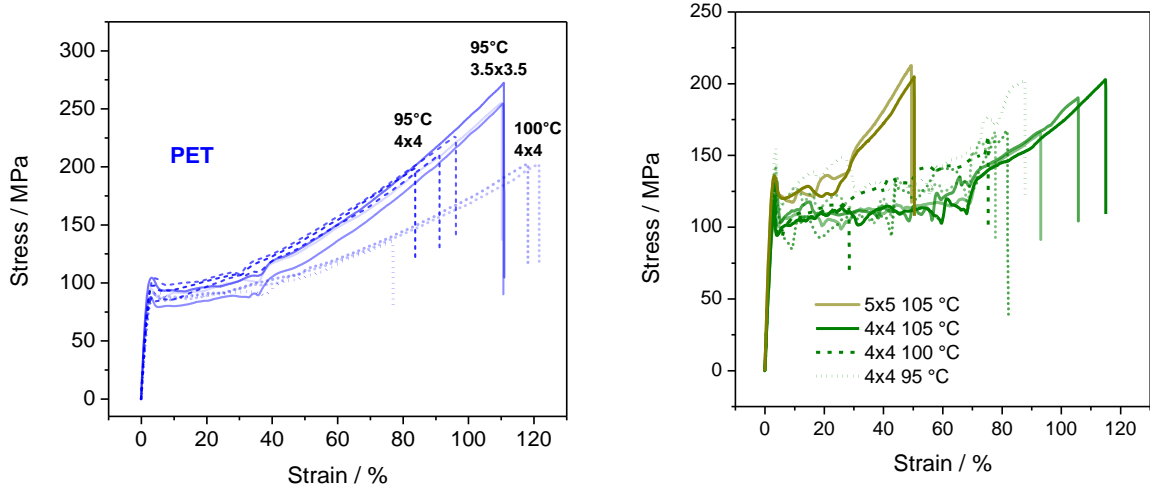 Stress / MPa
300
250
200
150
100
50
0
PET
95°C
3.5x3.5
95°C
4x4
100°C
4x4
0 20 40 60 80 100 120
Strain / %
Stress / MPa
250
200
150
100
50
0
5x5 105 °C
4x4 105 °C
4x4 100 °C
4x4 95 °C
0 20 40 60 80 100 120
Strain / %